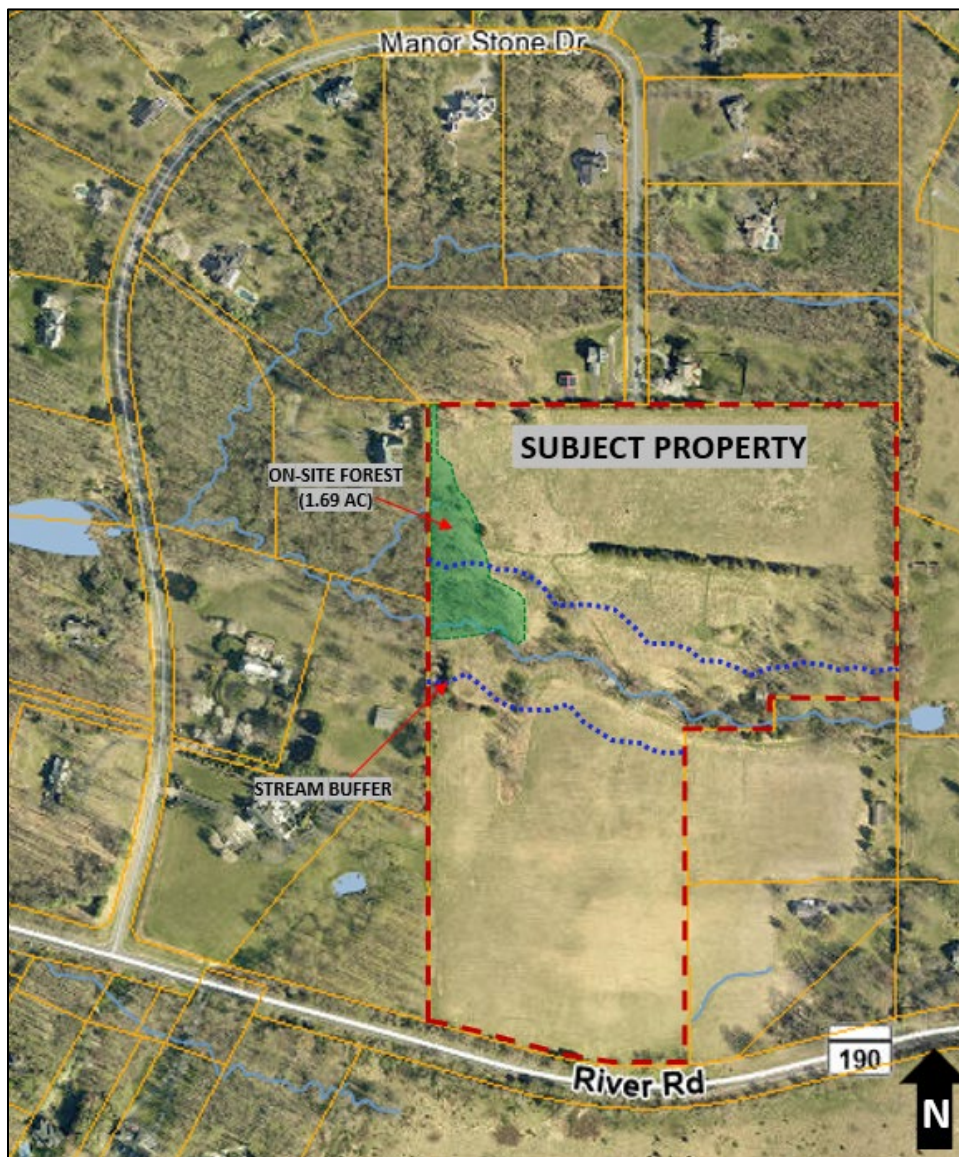 Manor Stone Dr
SUBJECT PROPERTY
ON-SITE FOREST
(1.69 AC)
STREAM BUFFER
190
River Rd
N